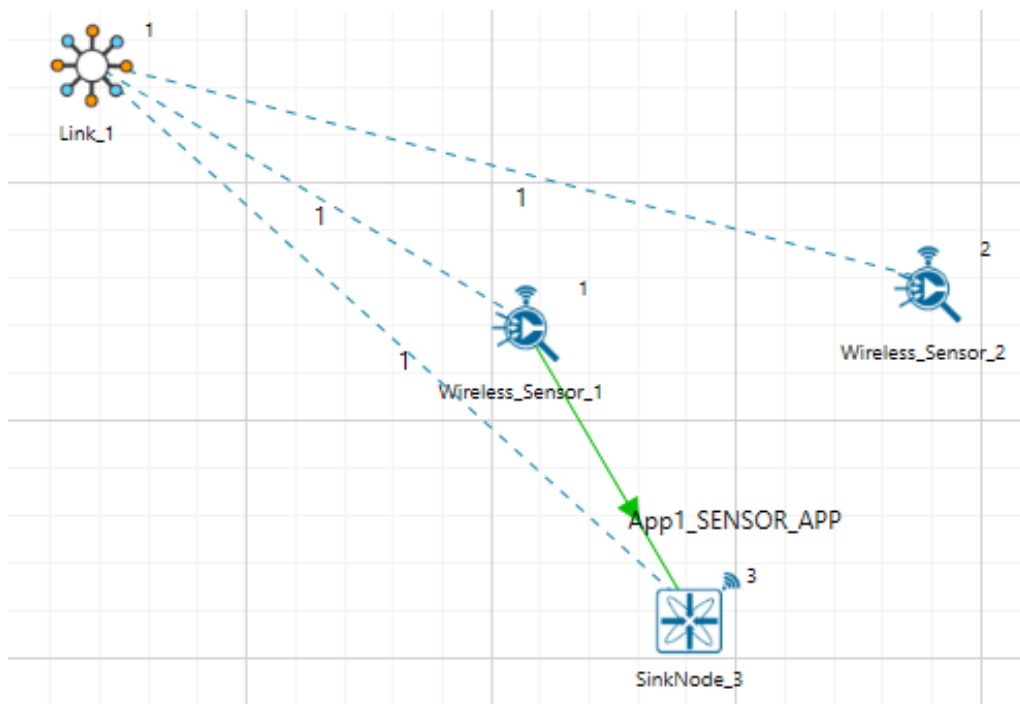 1
Link_1
1
1
2
1
Wireless_Sensor_2
1
Wireless_Sensor_1
App1_SENSOR_APP
3
SinkNode_3